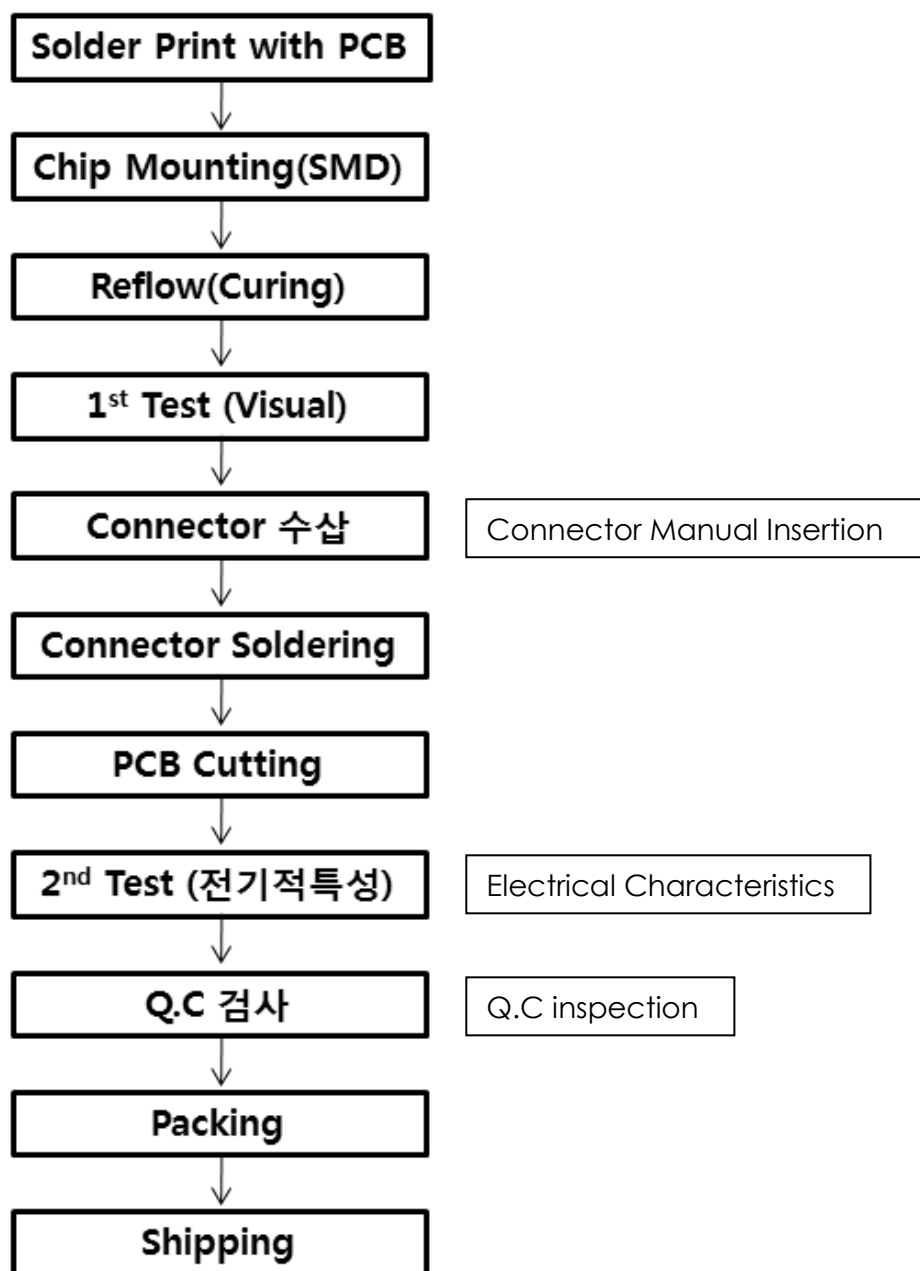 Solder Print with PCB
Chip Mounting(SMD)
Reflow(Curing)
1st Test (Visual)
Connector 수삽
Connector Manual Insertion
Connector Soldering
PCB Cutting
2nd Test (전기적특성)
Electrical Characteristics
Q.C 검사
Q.C inspection
Packing
Shipping